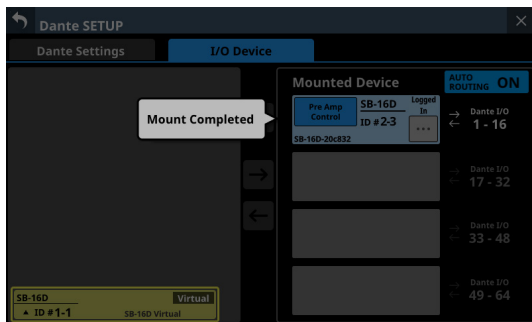 Dante SETUP
Dante Settings
I/O Device
Mounted Device
AUTO
ROUTING ON
Mount Completed
Pre Amp
Control
SB-16D
ID # 2-3
Logged
In
...
SB-16D-20c832
Dante I/O
1 - 16
Dante I/O
17 - 32
Dante I/O
33 - 48
Dante I/O
49 - 64
SB-16D
Virtual
▲ ID # 1-1
SB-16D Virtual